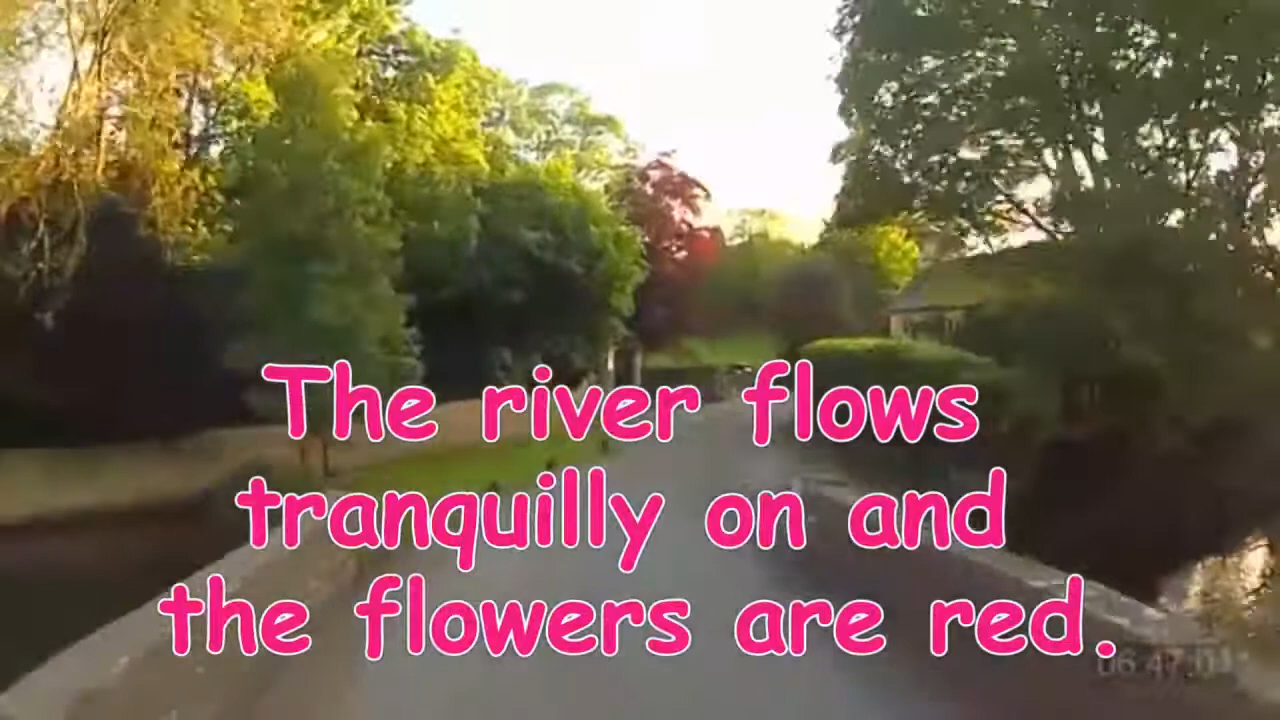 The river flows
tranquilly on and
the flowers are red.